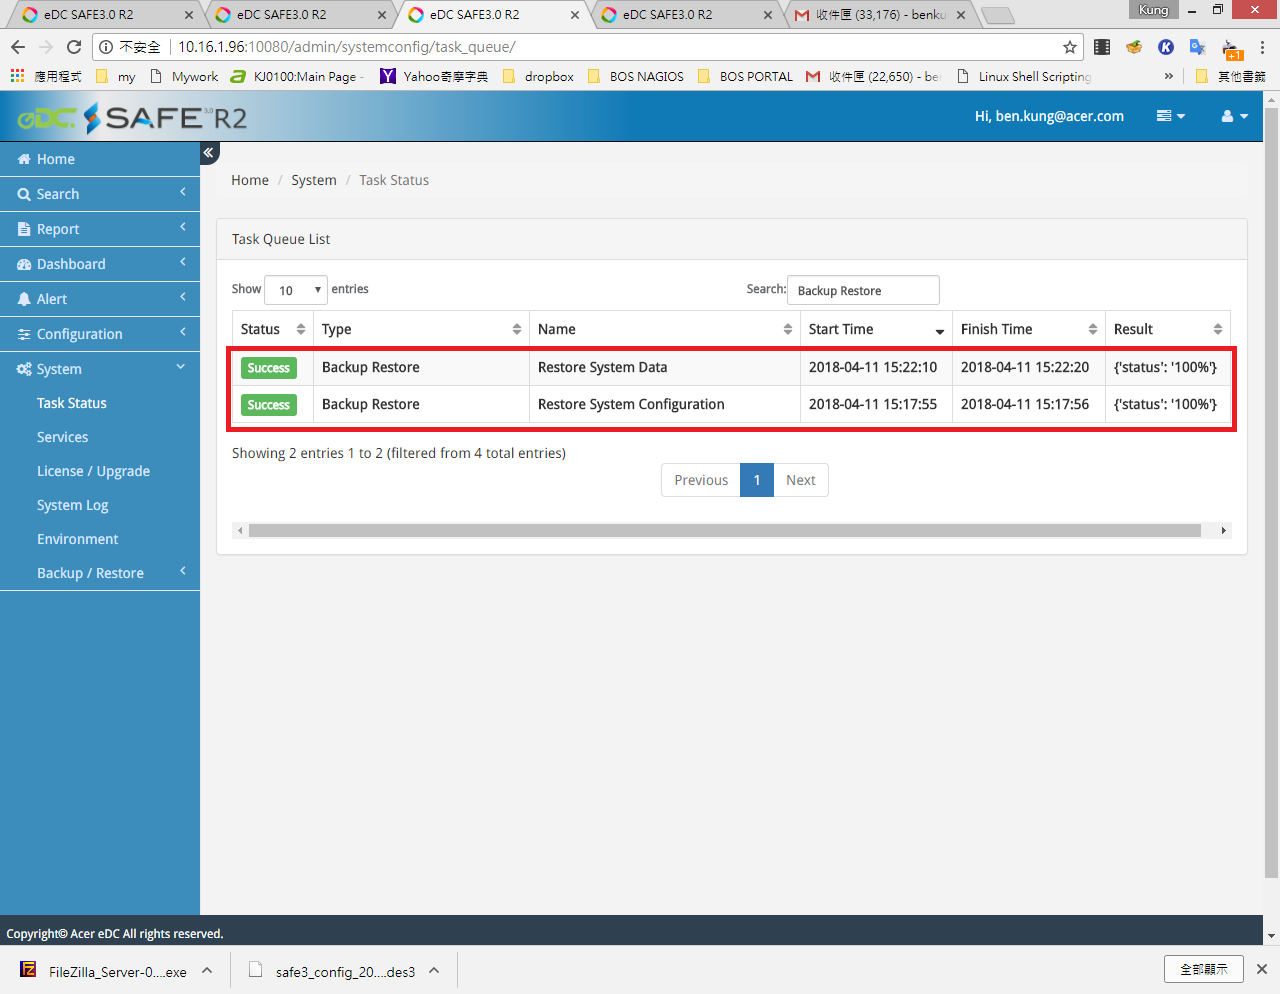 eDC SAFE3.0 R2
eDC SAFE3.0 R2
eDC SAFE3.0 R2
eDC SAFE3.0 R2
收件匣 (33,176) - benku
Kung
不安全
10.16.1.96:10080/admin/systemconfig/task_queue/
+1
應用程式
my
Mywork
KJ0100:Main Page -
Yahoo奇摩字典
dropbox
BOS NAGIOS
BOS PORTAL
收件匣 (22,650) - ben
Linux Shell Scripting
»
其他書籤
eDC SAFE 3.0 R2
Hi, ben.kung@acer.com
Home
Search
Report
Dashboard
Alert
Configuration
System
Task Status
Services
License / Upgrade
System Log
Environment
Backup / Restore
Home / System / Task Status
Task Queue List
Show 10 entries
Search: Backup Restore
Status Type Name Start Time Finish Time Result
Success Backup Restore Restore System Data 2018-04-11 15:22:10 2018-04-11 15:22:20 {'status': '100%'}
Success Backup Restore Restore System Configuration 2018-04-11 15:17:55 2018-04-11 15:17:56 {'status': '100%'}
Showing 2 entries 1 to 2 (filtered from 4 total entries)
Previous 1 Next
Copyright© Acer eDC All rights reserved.
FileZilla_Server-0....exe
safe3_config_20....des3
全部顯示